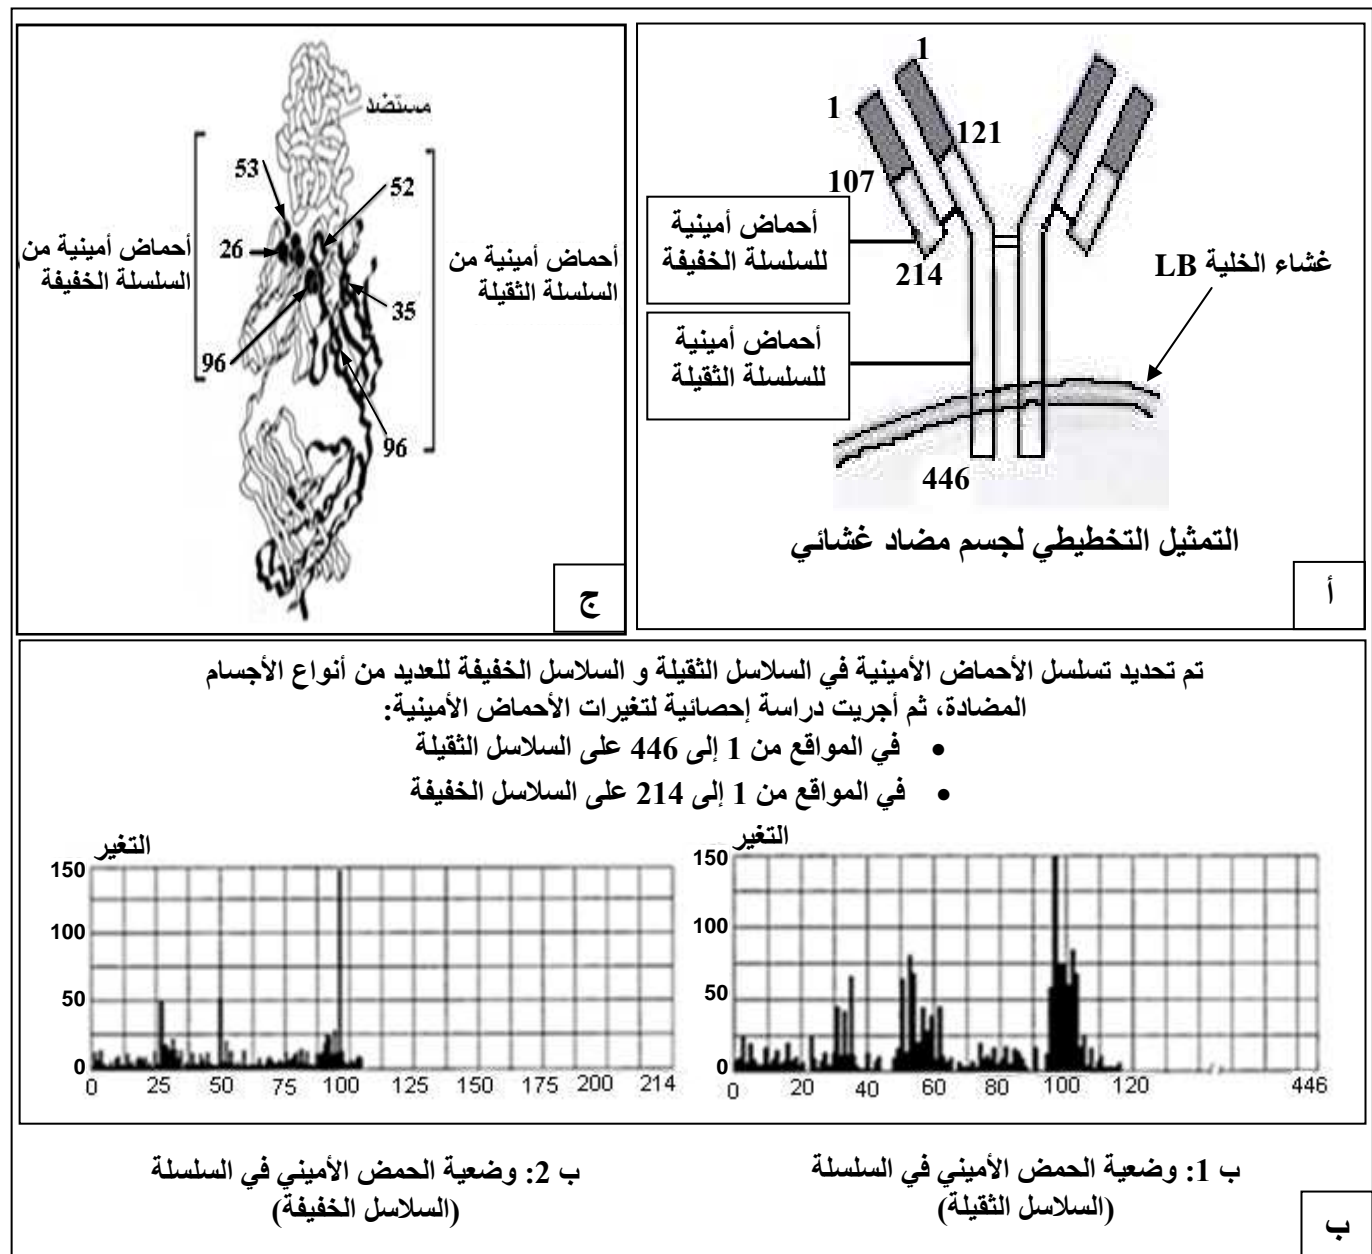 1
1
121
107
أحماض أمينية
للسلسلة الخفيفة
214
غشاء الخلية LB
أحماض أمينية
للسلسلة الثقيلة
446
التمثيل التخطيطي لجسم مضاد غشائي
أ
مستضد
53
52
26
أحماض أمينية من
السلسلة الخفيفة
أحماض أمينية من
السلسلة الثقيلة
35
96
96
ج
تم تحديد تسلسل الأحماض الأمينية في السلاسل الثقيلة و السلاسل الخفيفة للعديد من أنواع الأجسام
المضادة، ثم أجريت دراسة إحصائية لتغيرات الأحماض الأمينية:
• في المواقع من 1 إلى 446 على السلاسل الثقيلة
• في المواقع من 1 إلى 214 على السلاسل الخفيفة
التغير
150
100
50
0
0 20 40 60 80 100 120 446
ب 1: وضعية الحمض الأميني في السلسلة
(السلاسل الثقيلة)
التغير
150
100
50
0
0 25 50 75 100 125 150 175 200 214
ب 2: وضعية الحمض الأميني في السلسلة
(السلاسل الخفيفة)
ب